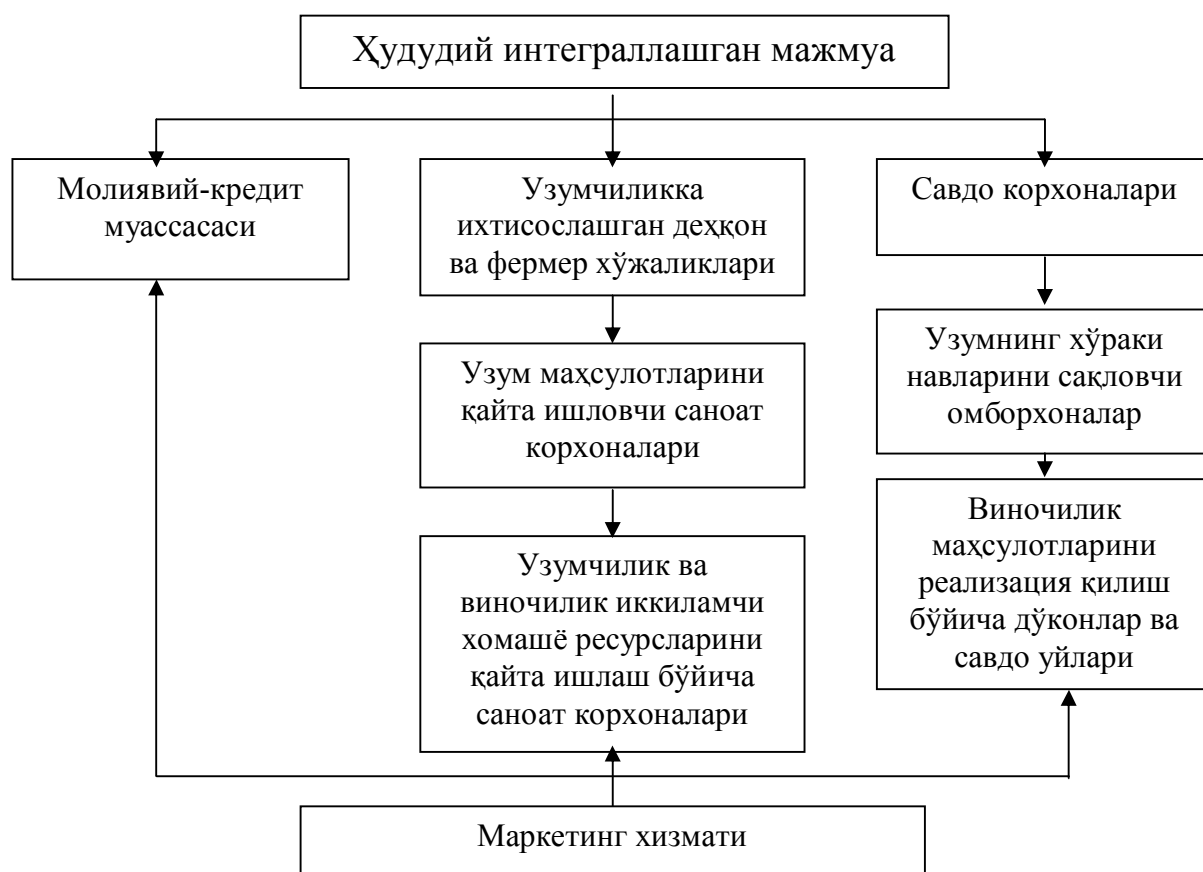 Ҳудудий интеграллашган мажмуа
Молиявий-кредит
муассасаси
Узумчиликка
ихтисослашган деҳқон
ва фермер хўжаликлари
Савдо корхоналари
Узум маҳсулотларини
қайта ишловчи саноат
корхоналари
Узумнинг хўраки
навларини сақловчи
омборхоналар
Узумчилик ва
виночилик иккиламчи
хомашё ресурсларини
қайта ишлаш бўйича
саноат корхоналари
Виночилик
маҳсулотларини
реализация қилиш
бўйича дўконлар ва
савдо уйлари
Маркетинг хизмати